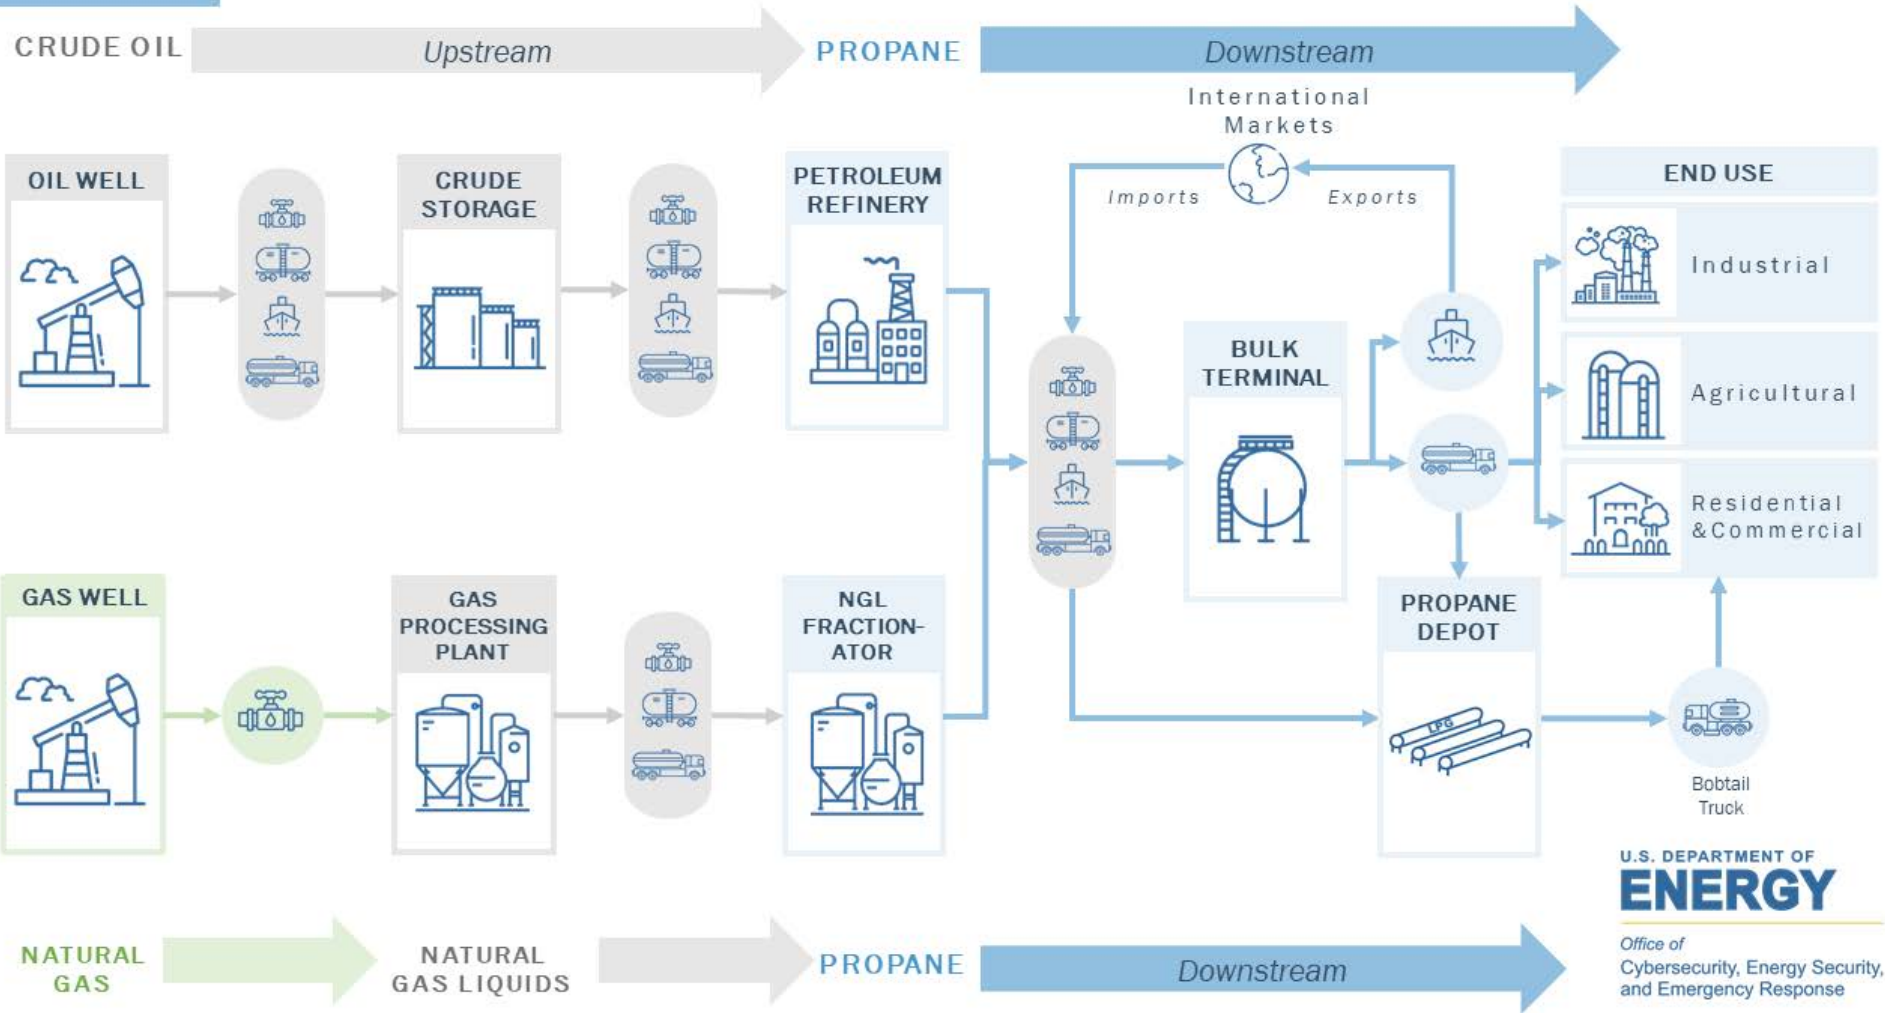 CRUDE OIL
Upstream
PROPANE
Downstream
International
Markets
Imports
Exports
OIL WELL
CRUDE
STORAGE
PETROLEUM
REFINERY
BULK
TERMINAL
END USE
Industrial
Agricultural
Residential
&Commercial
GAS WELL
GAS
PROCESSING
PLANT
NGL
FRACTION-
ATOR
PROPANE
DEPOT
LPG
Bobtail
Truck
NATURAL
GAS
NATURAL
GAS LIQUIDS
PROPANE
Downstream
U.S. DEPARTMENT OF
ENERGY
Office of
Cybersecurity, Energy Security,
and Emergency Response